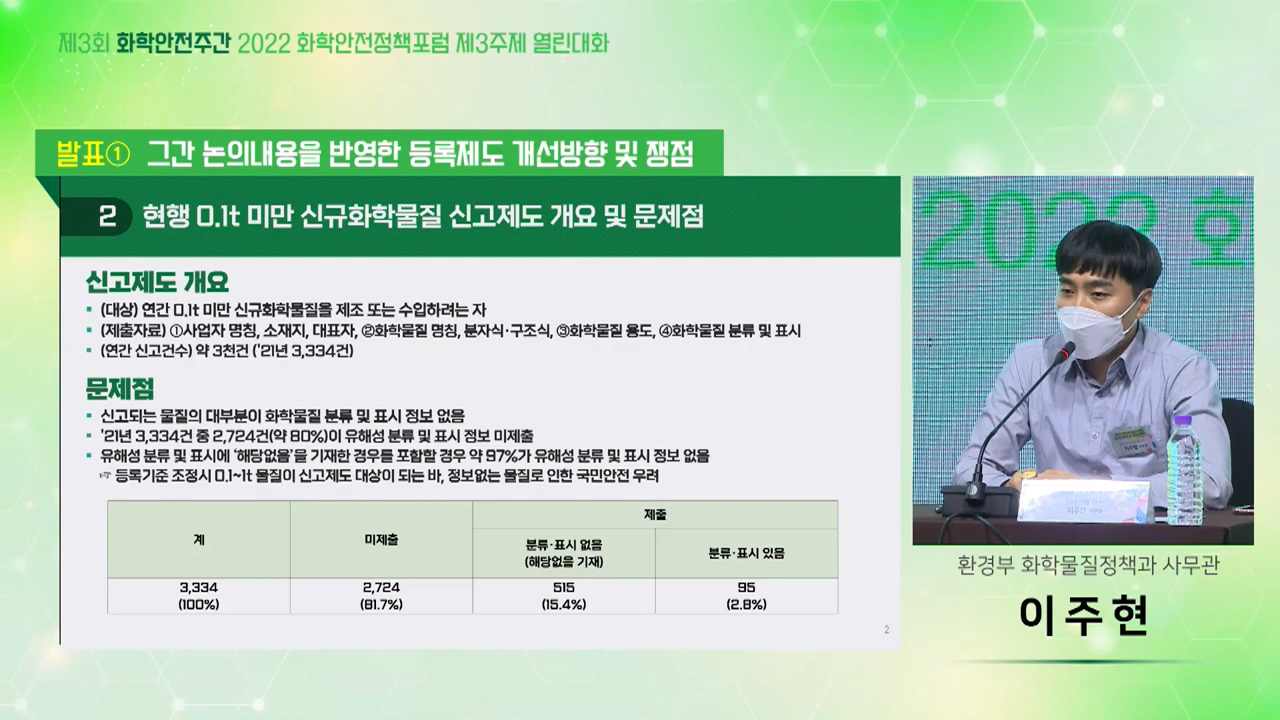 제3회 화학안전주간 2022 화학안전정책포럼 제3주제 열린대화
발표① 그간 논의내용을 반영한 등록제도 개선방향 및 쟁점
2 현행 0.1t 미만 신규화학물질 신고제도 개요 및 문제점
신고제도 개요
▪ (대상) 연간 0.1t 미만 신규화학물질을 제조 또는 수입하려는 자
▪ (제출자료) ①사업자 명칭, 소재지, 대표자, ②화학물질 명칭, 분자식·구조식, ③화학물질 용도, ④화학물질 분류 및 표시
▪ (연간 신고건수) 약 3천건 ('21년 3,334건)
문제점
▪ 신고되는 물질의 대부분이 화학물질 분류 및 표시 정보 없음
▪ '21년 3,334건 중 2,724건(약 80%)이 유해성 분류 및 표시 정보 미제출
▪ 유해성 분류 및 표시에 '해당없음'을 기재한 경우를 포함할 경우 약 97%가 유해성 분류 및 표시 정보 없음
☞ 등록기준 조정시 0.1~1t 물질이 신고제도 대상이 되는 바, 정보없는 물질로 인한 국민안전 우려
계 미제출 제출
분류·표시 없음 (해당없음 기재) 분류·표시 있음
3,334 2,724 515 95
(100%) (81.7%) (15.4%) (2.8%)
2
2022 화
환경부 화학물질정책과 사무관
이주현